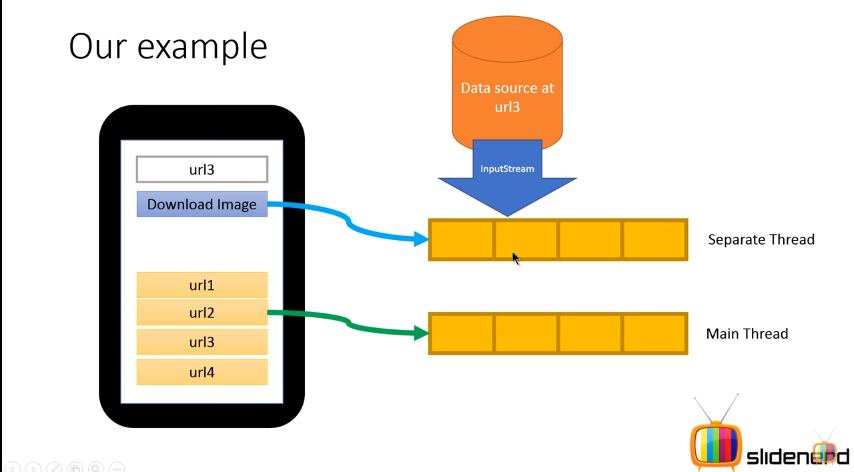 Our example
Data source at
url3
InputStream
url3
Download Image
Separate Thread
url1
url2
url3
url4
Main Thread
slidenerd